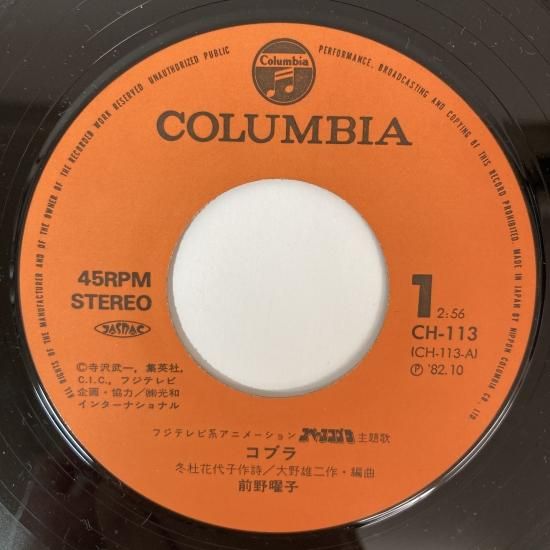 ALL RIGHTS OF THE MANUFACTURER AND OF THE OWNER OF THE RECORDED WORK RESERVED UNAUTHORIZED PUBLIC PERFORMANCE, BROADCASTING AND COPYING OF THIS RECORD PROHIBITED. MADE IN JAPAN BY NIPPON COLUMBIA CO., LTD.
Columbia
COLUMBIA
45RPM
STEREO
JASRAC
1 2:56
CH-113
(CH-113-A)
Ⓟ '82.10
©寺沢武一, 集英社,
C.I.C., フジテレビ
企画・協力/㈱光和
インターナショナル
フジテレビ系アニメーション スペースコブラ 主題歌
コブラ
冬杜花代子作詩/大野雄二作・編曲
前野曜子